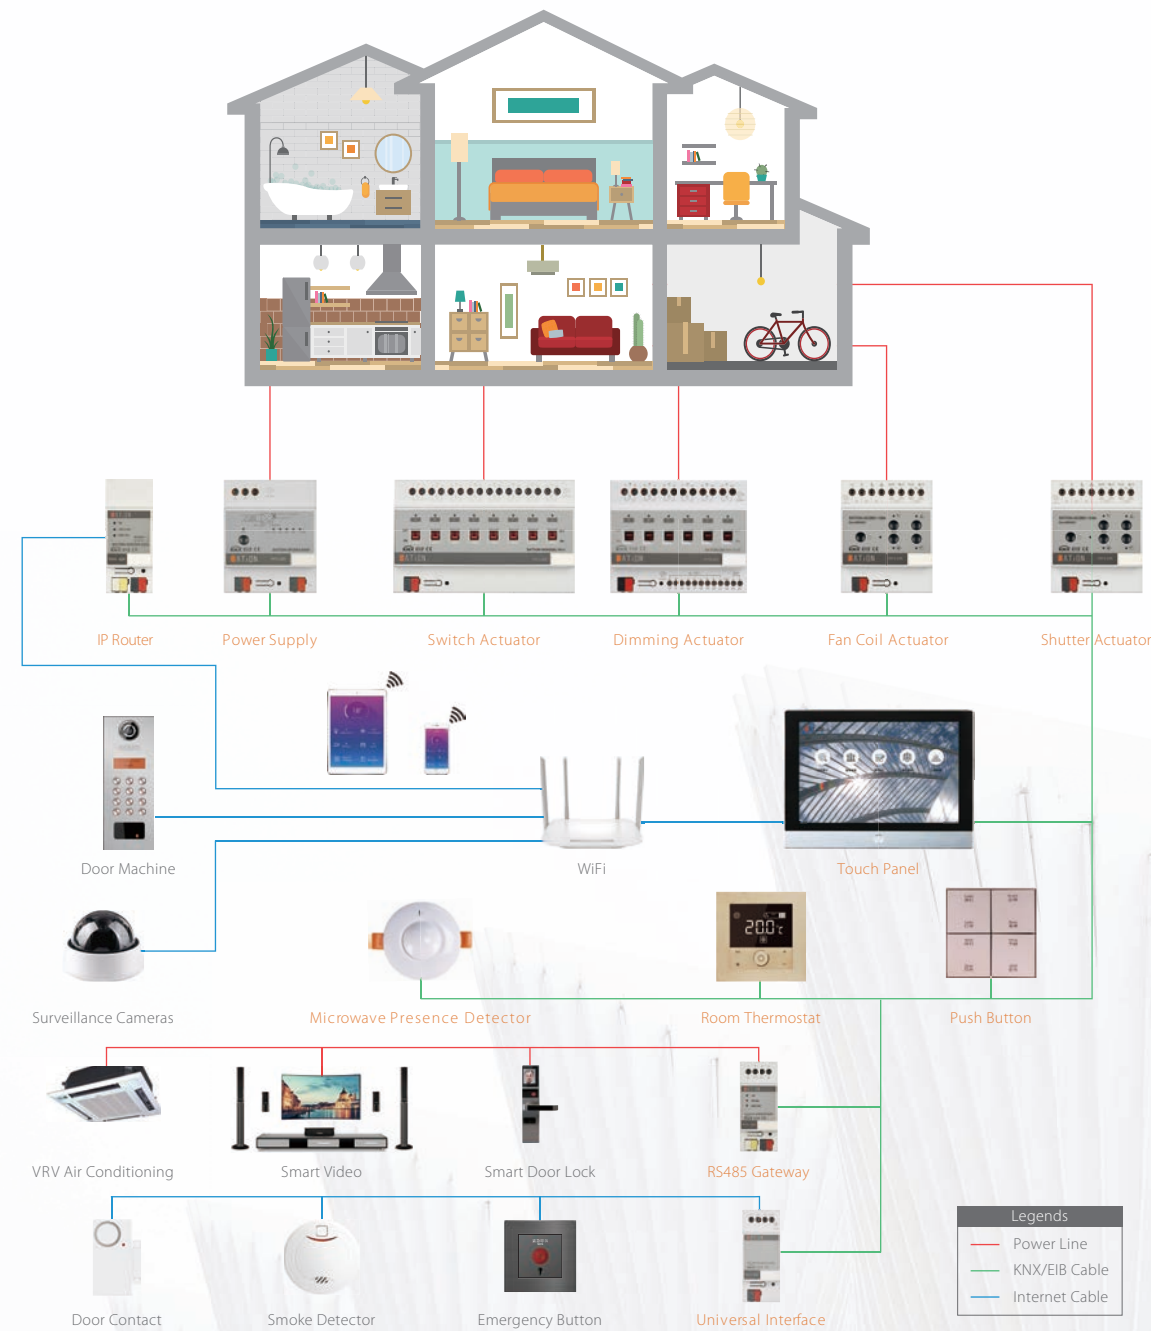 IP Router
Power Supply
Switch Actuator
Dimming Actuator
Fan Coil Actuator
Shutter Actuator
Door Machine
WiFi
Touch Panel
20.0°C
Surveillance Cameras
Microwave Presence Detector
Room Thermostat
Push Button
VRV Air Conditioning
Smart Video
Smart Door Lock
RS485 Gateway
Legends
Power Line
KNX/EIB Cable
Internet Cable
Door Contact
Smoke Detector
Emergency Button
Universal Interface